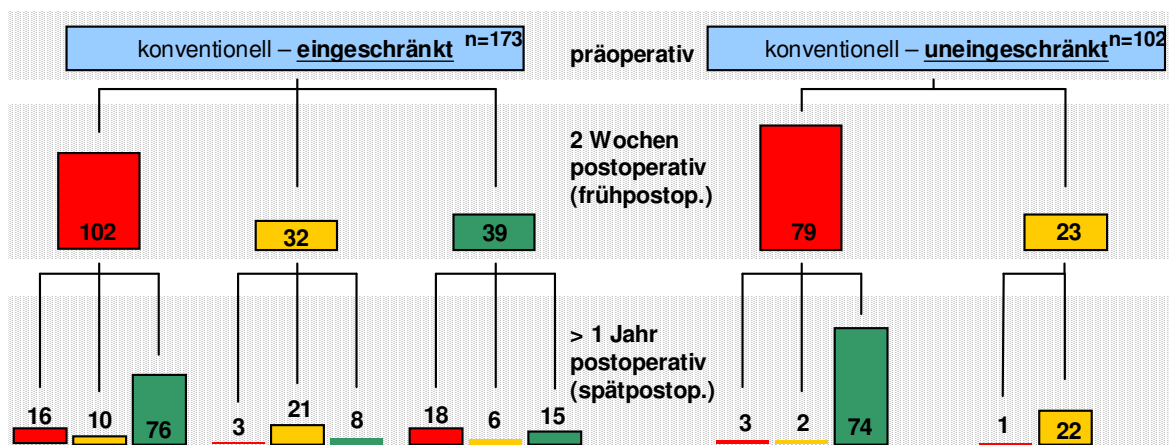 konventionell – eingeschränkt n=173
präoperativ
konventionell – uneingeschränkt n=102
2 Wochen
postoperativ
(frühpostop.)
102
32
39
79
23
> 1 Jahr
postoperativ
(spätpostop.)
16
10
76
3
21
8
18
6
15
3
2
74
1
22